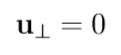 𝐮⊥ = 0